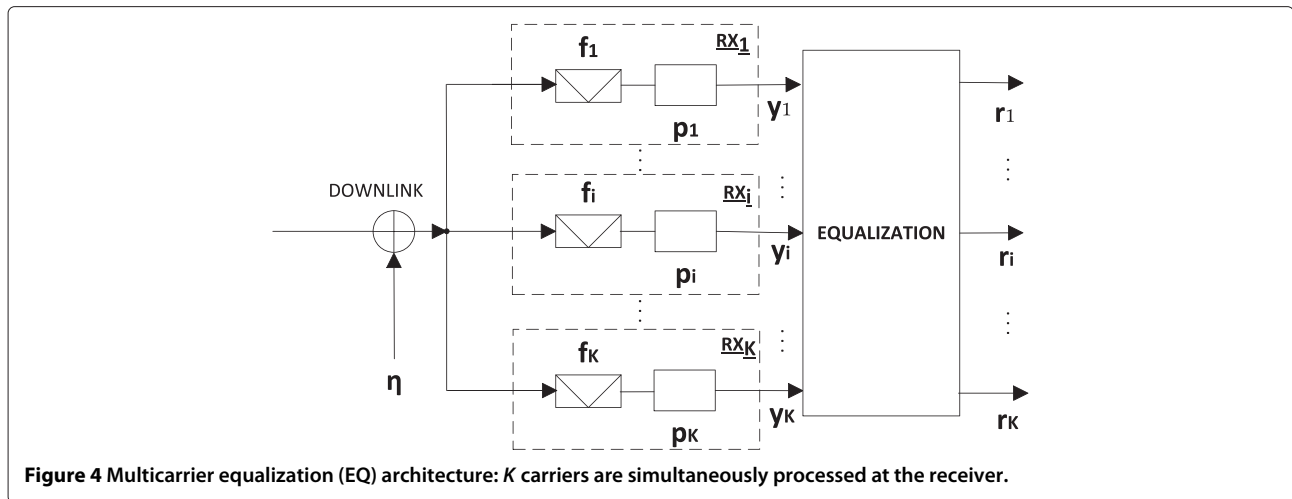 f1
RX1
y1
p1
r1
DOWNLINK
fi
RXi
EQUALIZATION
yi
pi
ri
fK
RXK
η
yK
pK
rK
Figure 4 Multicarrier equalization (EQ) architecture: K carriers are simultaneously processed at the receiver.